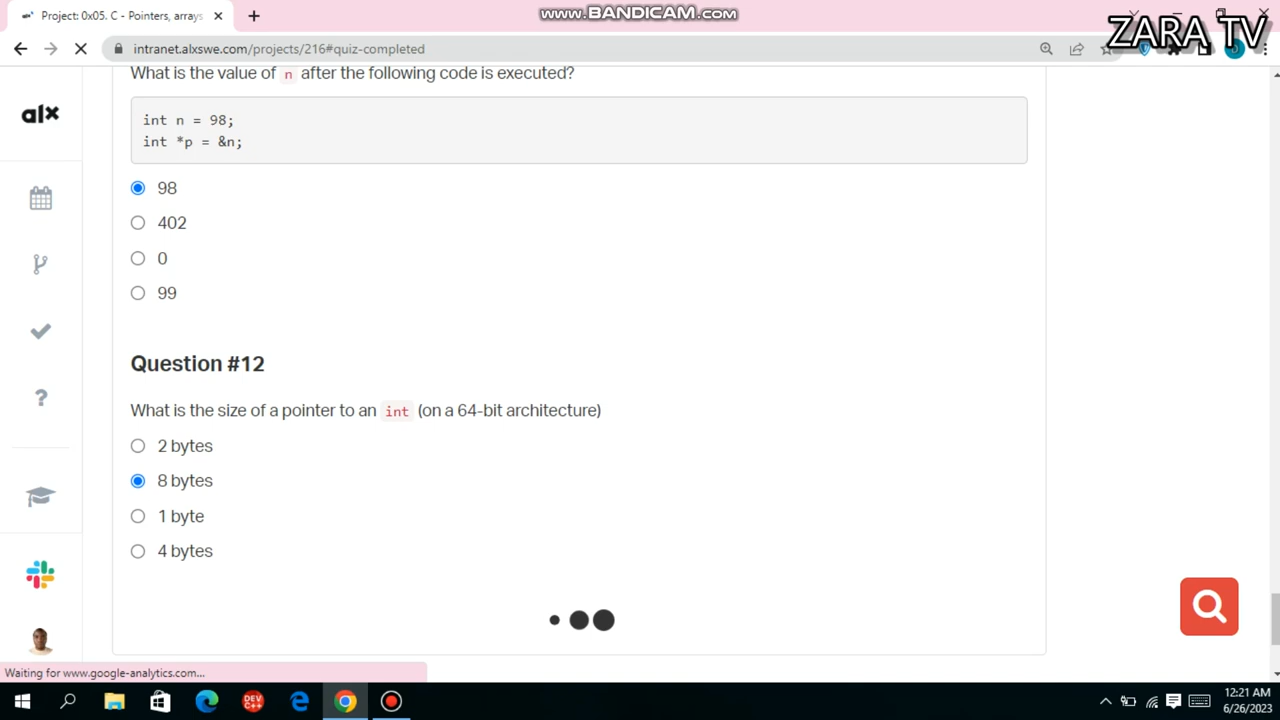 Project: 0x05. C - Pointers, arrays
www.BANDICAM.com
ZARA TV
intranet.alxswe.com/projects/216#quiz-completed
What is the value of n after the following code is executed?
alx
int n = 98;
int *p = &n;
98
402
0
99
Question #12
What is the size of a pointer to an int (on a 64-bit architecture)
2 bytes
8 bytes
1 byte
4 bytes
Waiting for www.google-analytics.com...
DEV
C++
12:21 AM
6/26/2023